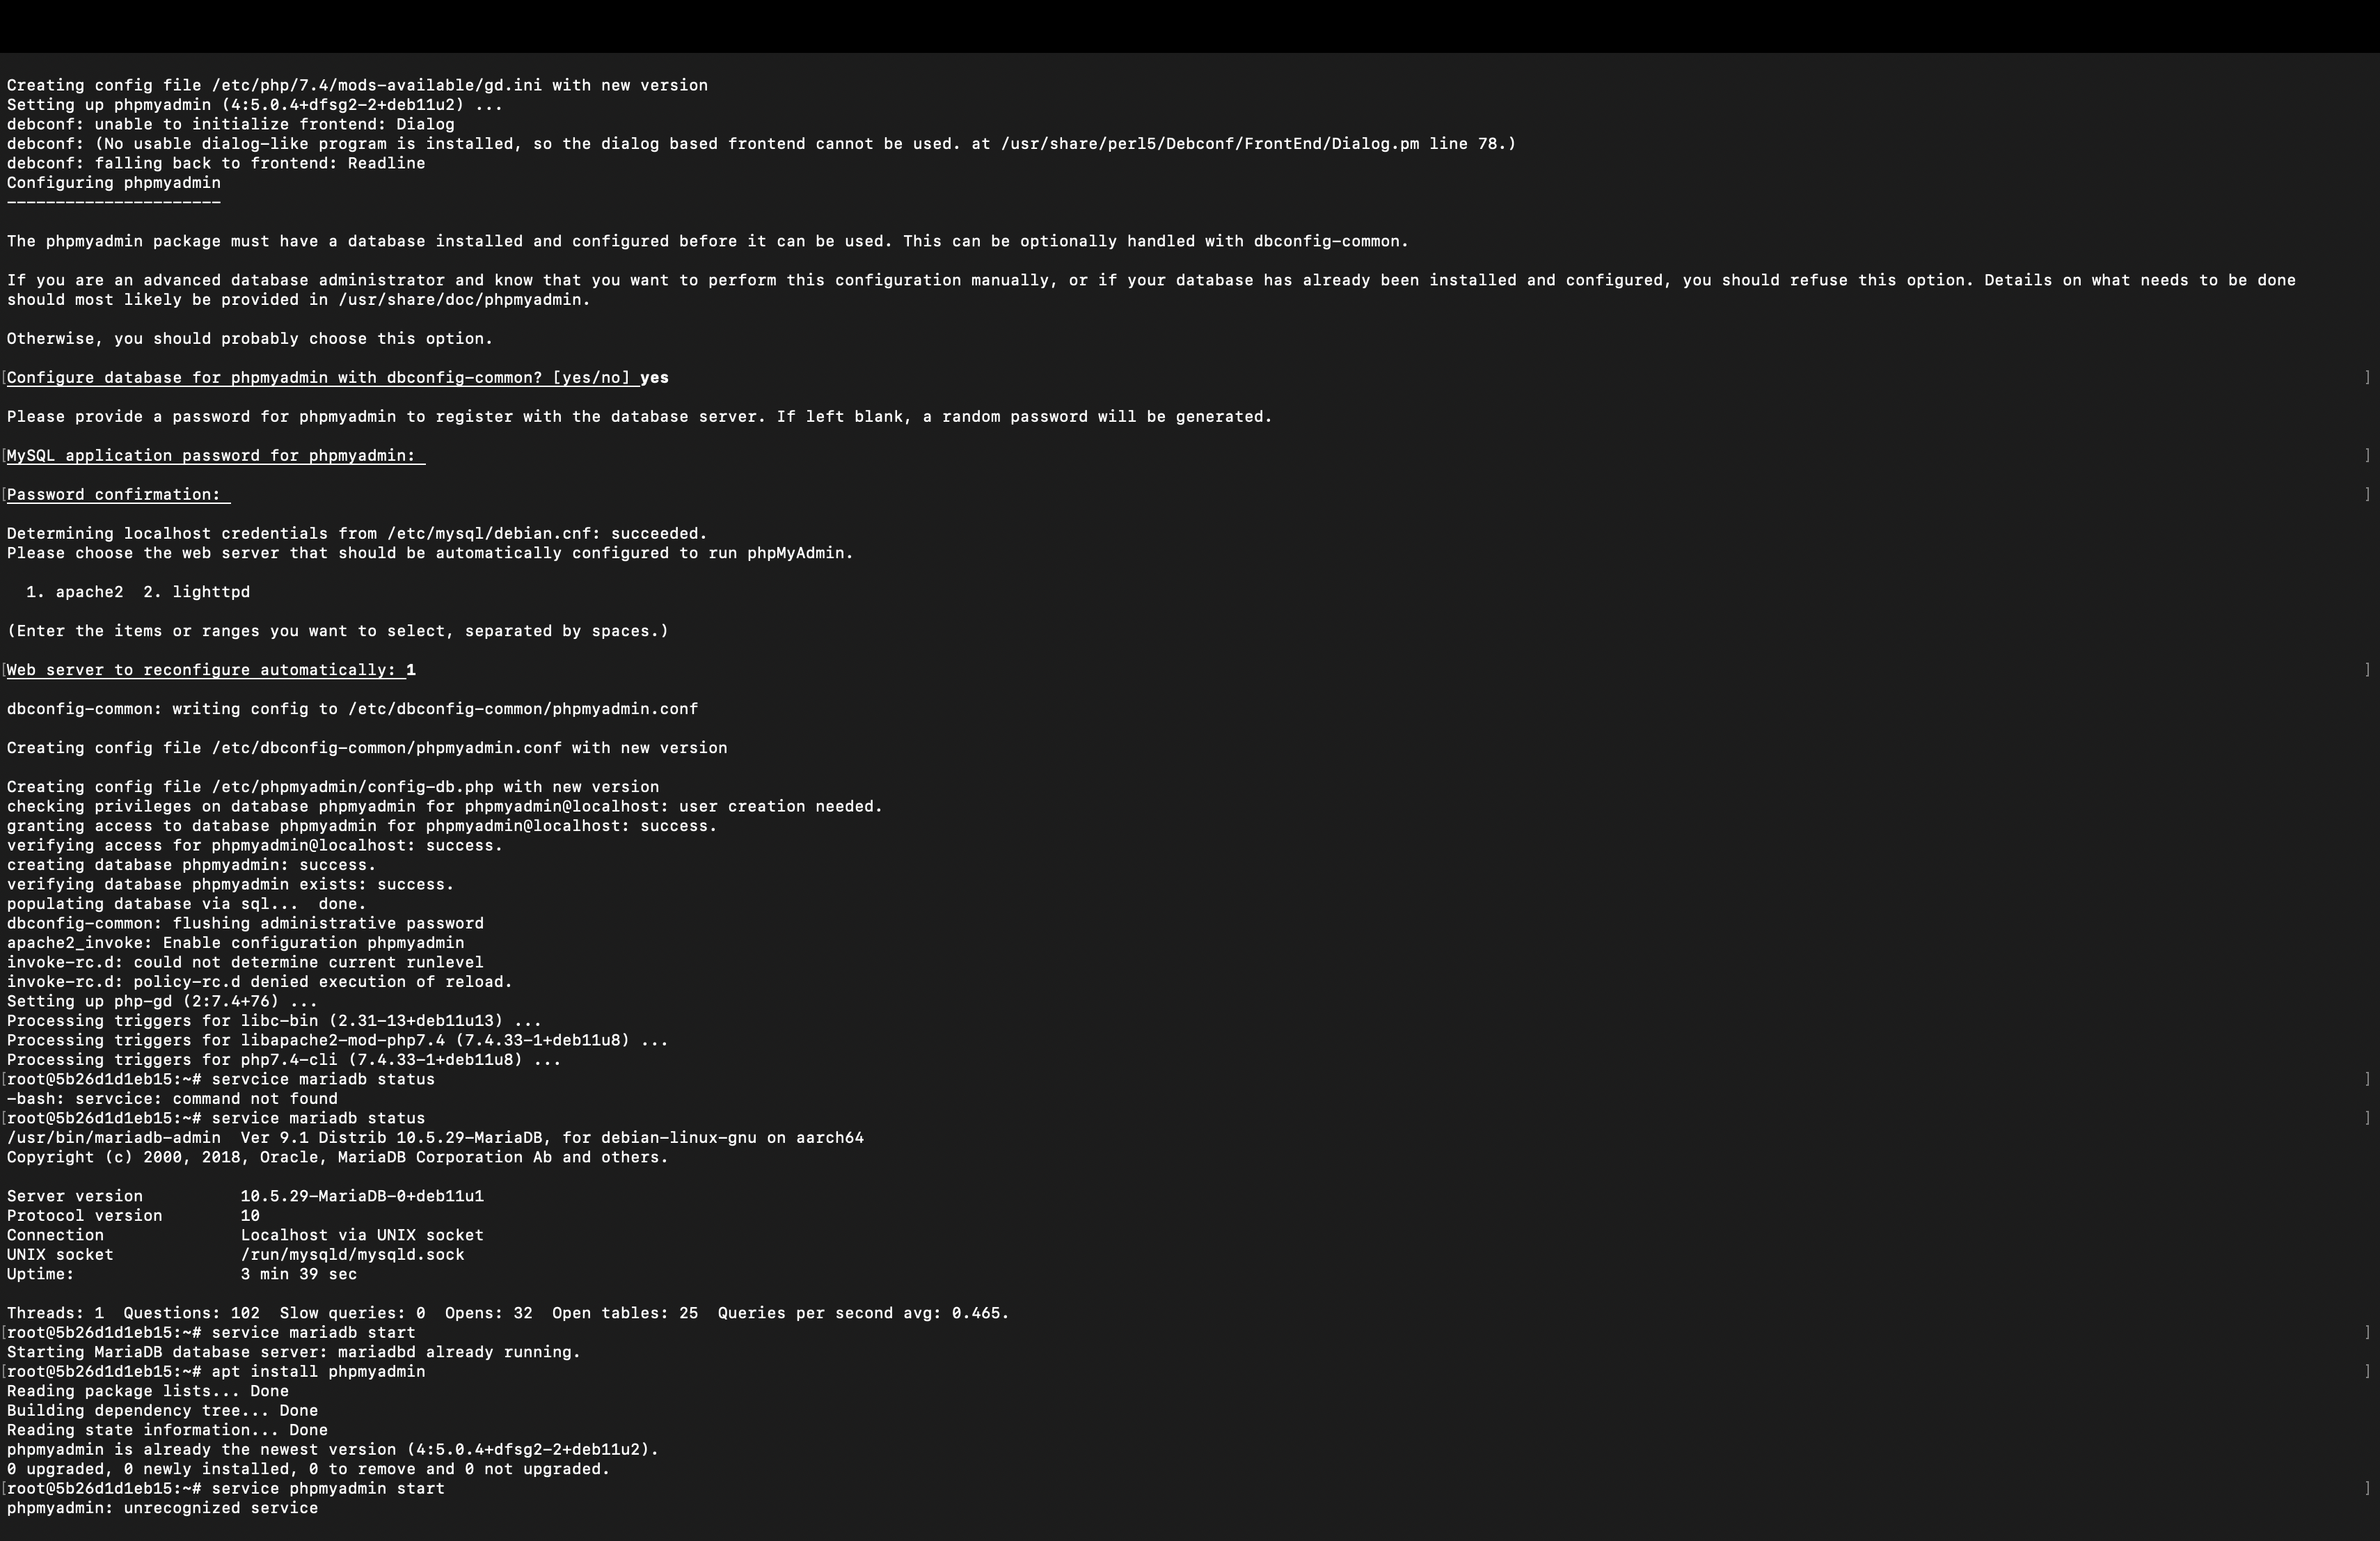 Creating config file /etc/php/7.4/mods-available/gd.ini with new version
Setting up phpmyadmin (4:5.0.4+dfsg2-2+deb11u2) ...
debconf: unable to initialize frontend: Dialog
debconf: (No usable dialog-like program is installed, so the dialog based frontend cannot be used. at /usr/share/perl5/Debconf/FrontEnd/Dialog.pm line 78.)
debconf: falling back to frontend: Readline
Configuring phpmyadmin
----------------------
The phpmyadmin package must have a database installed and configured before it can be used. This can be optionally handled with dbconfig-common.
If you are an advanced database administrator and know that you want to perform this configuration manually, or if your database has already been installed and configured, you should refuse this option. Details on what needs to be done
should most likely be provided in /usr/share/doc/phpmyadmin.
Otherwise, you should probably choose this option.
[Configure database for phpmyadmin with dbconfig-common? [yes/no] yes ]
Please provide a password for phpmyadmin to register with the database server. If left blank, a random password will be generated.
[MySQL application password for phpmyadmin: ]
[Password confirmation: ]
Determining localhost credentials from /etc/mysql/debian.cnf: succeeded.
Please choose the web server that should be automatically configured to run phpMyAdmin.
  1. apache2  2. lighttpd
(Enter the items or ranges you want to select, separated by spaces.)
[Web server to reconfigure automatically: 1 ]
dbconfig-common: writing config to /etc/dbconfig-common/phpmyadmin.conf
Creating config file /etc/dbconfig-common/phpmyadmin.conf with new version
Creating config file /etc/phpmyadmin/config-db.php with new version
checking privileges on database phpmyadmin for phpmyadmin@localhost: user creation needed.
granting access to database phpmyadmin for phpmyadmin@localhost: success.
verifying access for phpmyadmin@localhost: success.
creating database phpmyadmin: success.
verifying database phpmyadmin exists: success.
populating database via sql...  done.
dbconfig-common: flushing administrative password
apache2_invoke: Enable configuration phpmyadmin
invoke-rc.d: could not determine current runlevel
invoke-rc.d: policy-rc.d denied execution of reload.
Setting up php-gd (2:7.4+76) ...
Processing triggers for libc-bin (2.31-13+deb11u13) ...
Processing triggers for libapache2-mod-php7.4 (7.4.33-1+deb11u8) ...
Processing triggers for php7.4-cli (7.4.33-1+deb11u8) ...
[root@5b26d1d1eb15:~# servcice mariadb status ]
-bash: servcice: command not found
[root@5b26d1d1eb15:~# service mariadb status ]
/usr/bin/mariadb-admin  Ver 9.1 Distrib 10.5.29-MariaDB, for debian-linux-gnu on aarch64
Copyright (c) 2000, 2018, Oracle, MariaDB Corporation Ab and others.
Server version          10.5.29-MariaDB-0+deb11u1
Protocol version        10
Connection              Localhost via UNIX socket
UNIX socket             /run/mysqld/mysqld.sock
Uptime:                 3 min 39 sec
Threads: 1  Questions: 102  Slow queries: 0  Opens: 32  Open tables: 25  Queries per second avg: 0.465.
[root@5b26d1d1eb15:~# service mariadb start ]
Starting MariaDB database server: mariadbd already running.
[root@5b26d1d1eb15:~# apt install phpmyadmin ]
Reading package lists... Done
Building dependency tree... Done
Reading state information... Done
phpmyadmin is already the newest version (4:5.0.4+dfsg2-2+deb11u2).
0 upgraded, 0 newly installed, 0 to remove and 0 not upgraded.
[root@5b26d1d1eb15:~# service phpmyadmin start ]
phpmyadmin: unrecognized service